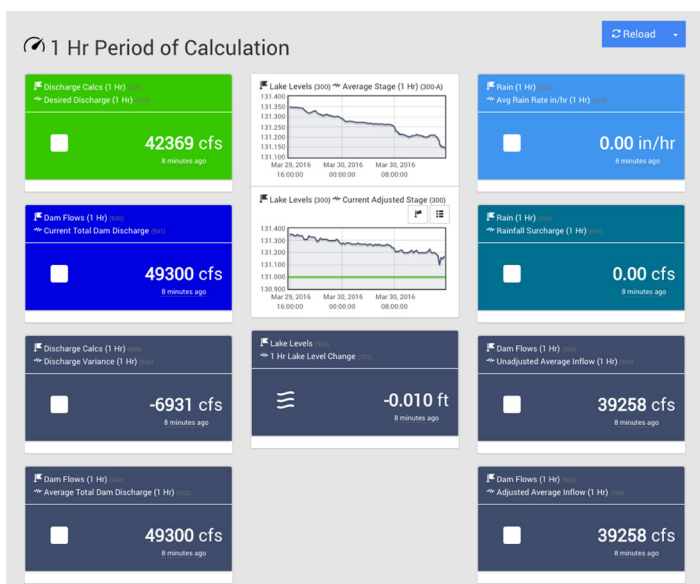 1 Hr Period of Calculation
Reload
Discharge Calcs (1 Hr)
Desired Discharge (1 Hr)
42369 cfs
8 minutes ago
Dam Flows (1 Hr) (500)
Current Total Dam Discharge (501)
49300 cfs
8 minutes ago
Discharge Calcs (1 Hr)
Discharge Variance (1 Hr)
-6931 cfs
8 minutes ago
Dam Flows (1 Hr)
Average Total Dam Discharge (1 Hr) (502)
49300 cfs
8 minutes ago
Lake Levels (300) Average Stage (1 Hr) (300-A)
131.400
131.350
131.300
131.250
131.200
131.150
131.100
Mar 29, 2016 Mar 30, 2016 Mar 30, 2016
16:00:00 00:00:00 08:00:00
Lake Levels (300) Current Adjusted Stage (300)
131.400
131.300
131.200
131.100
131.000
130.900
Mar 29, 2016 Mar 30, 2016 Mar 30, 2016
16:00:00 00:00:00 08:00:00
Lake Levels
1 Hr Lake Level Change
-0.010 ft
8 minutes ago
Rain (1 Hr)
Avg Rain Rate in/hr (1 Hr)
0.00 in/hr
8 minutes ago
Rain (1 Hr)
Rainfall Surcharge (1 Hr)
0.00 cfs
8 minutes ago
Dam Flows (1 Hr)
Unadjusted Average Inflow (1 Hr)
39258 cfs
8 minutes ago
Dam Flows (1 Hr)
Adjusted Average Inflow (1 Hr)
39258 cfs
8 minutes ago